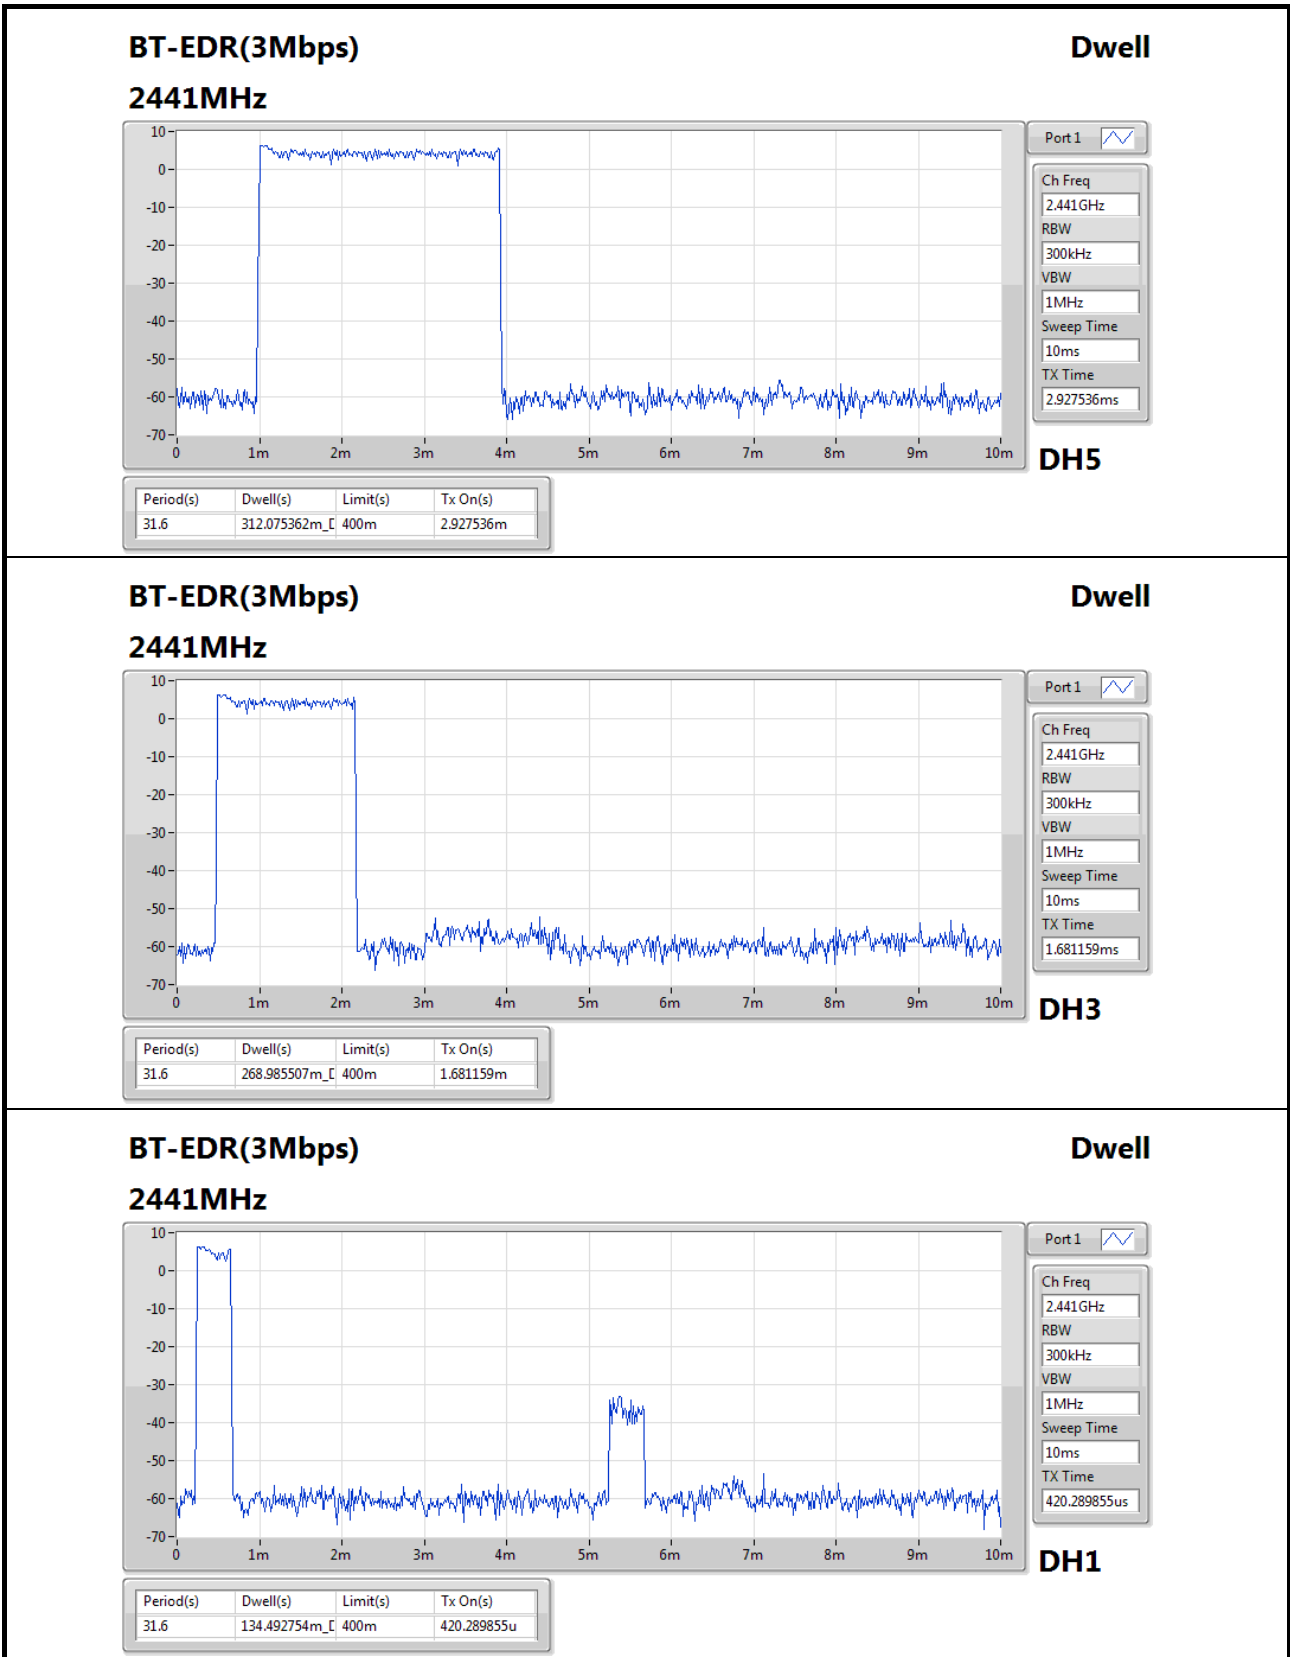 BT-EDR(3Mbps) Dwell
2441MHz
10
0
-10
-20
-30
-40
-50
-60
-70
0 1m 2m 3m 4m 5m 6m 7m 8m 9m 10m
Port 1
Ch Freq
2.441GHz
RBW
300kHz
VBW
1MHz
Sweep Time
10ms
TX Time
2.927536ms
DH5
Period(s) Dwell(s) Limit(s) Tx On(s)
31.6 312.075362m_D 400m 2.927536m
BT-EDR(3Mbps) Dwell
2441MHz
10
0
-10
-20
-30
-40
-50
-60
-70
0 1m 2m 3m 4m 5m 6m 7m 8m 9m 10m
Port 1
Ch Freq
2.441GHz
RBW
300kHz
VBW
1MHz
Sweep Time
10ms
TX Time
1.681159ms
DH3
Period(s) Dwell(s) Limit(s) Tx On(s)
31.6 268.985507m_D 400m 1.681159m
BT-EDR(3Mbps) Dwell
2441MHz
10
0
-10
-20
-30
-40
-50
-60
-70
0 1m 2m 3m 4m 5m 6m 7m 8m 9m 10m
Port 1
Ch Freq
2.441GHz
RBW
300kHz
VBW
1MHz
Sweep Time
10ms
TX Time
420.289855us
DH1
Period(s) Dwell(s) Limit(s) Tx On(s)
31.6 134.492754m_D 400m 420.289855u